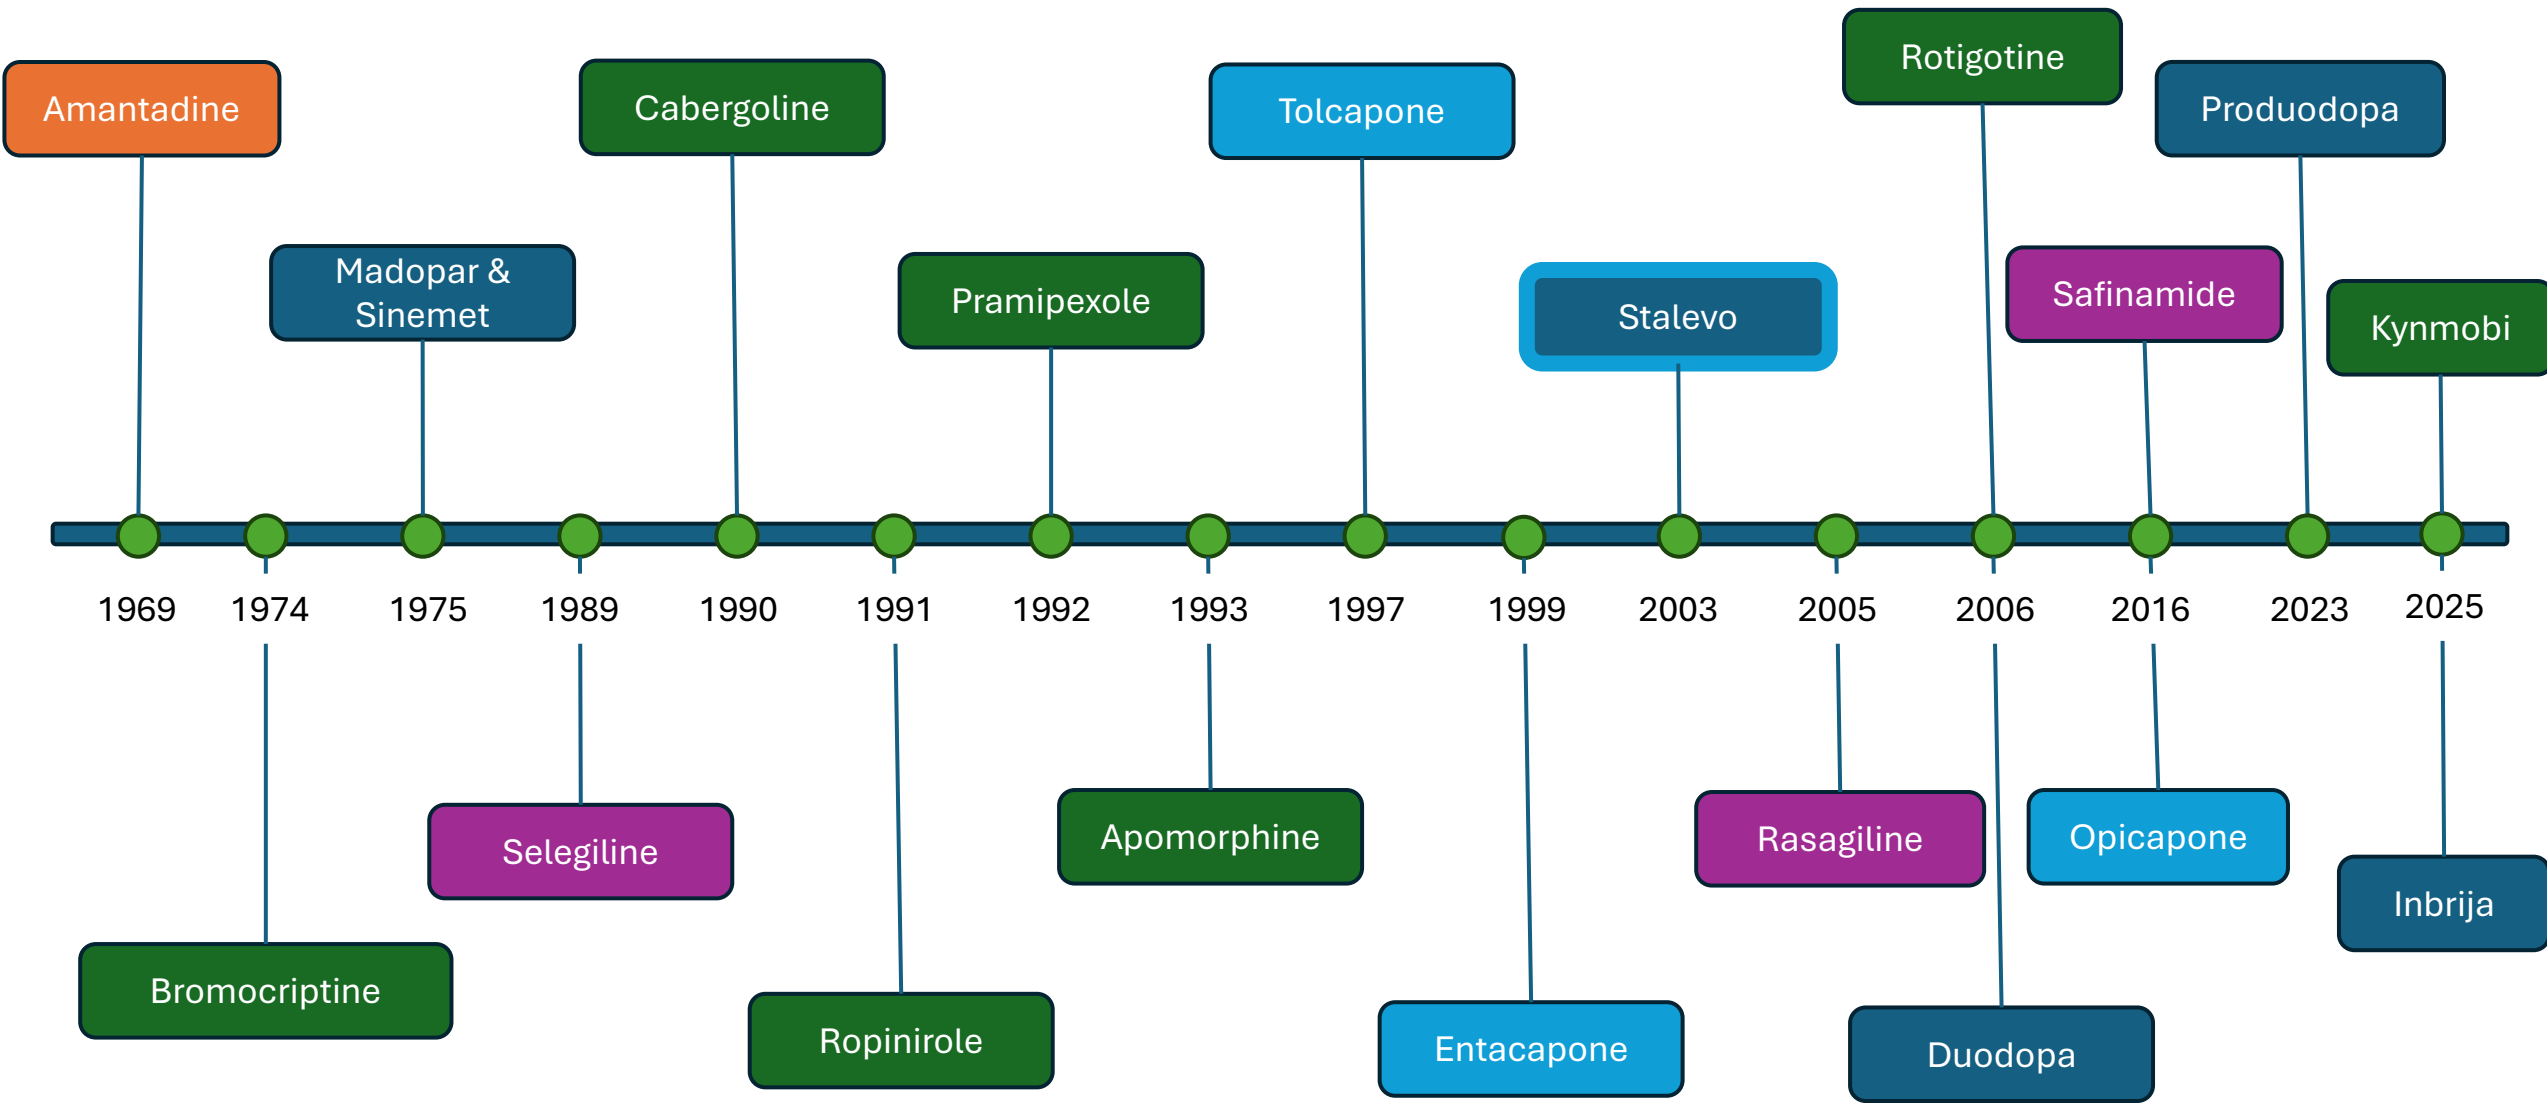 Rotigotine
Amantadine
Cabergoline
Tolcapone
Produodopa
Madopar &
Sinemet
Pramipexole
Stalevo
Safinamide
Kynmobi
1969
1974
1975
1989
1990
1991
1992
1993
1997
1999
2003
2005
2006
2016
2023
2025
Selegiline
Apomorphine
Rasagiline
Opicapone
Inbrija
Bromocriptine
Ropinirole
Entacapone
Duodopa